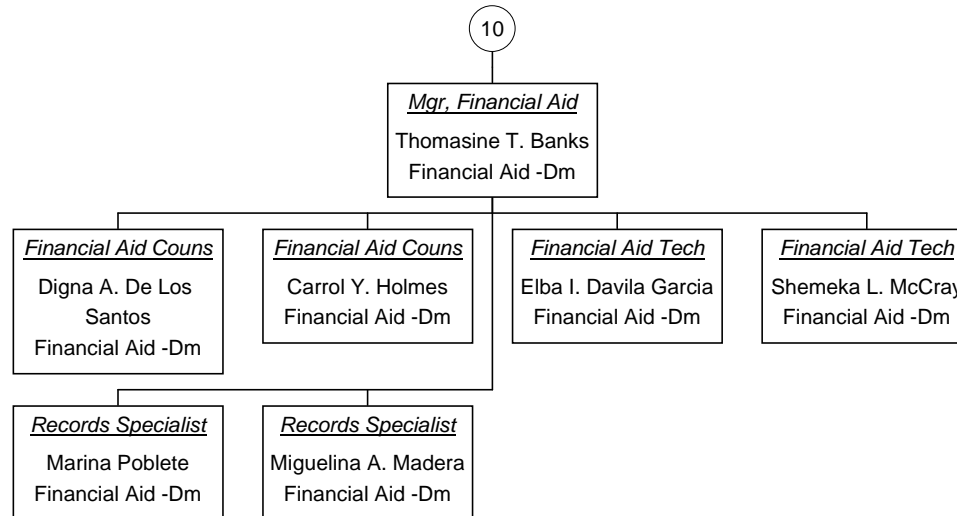 10
Mgr, Financial Aid
Thomasine T. Banks
Financial Aid -Dm
Financial Aid Couns
Digna A. De Los
Santos
Financial Aid -Dm
Financial Aid Couns
Carrol Y. Holmes
Financial Aid -Dm
Financial Aid Tech
Elba I. Davila Garcia
Financial Aid -Dm
Financial Aid Tech
Shemeka L. McCray
Financial Aid -Dm
Records Specialist
Marina Poblete
Financial Aid -Dm
Records Specialist
Miguelina A. Madera
Financial Aid -Dm